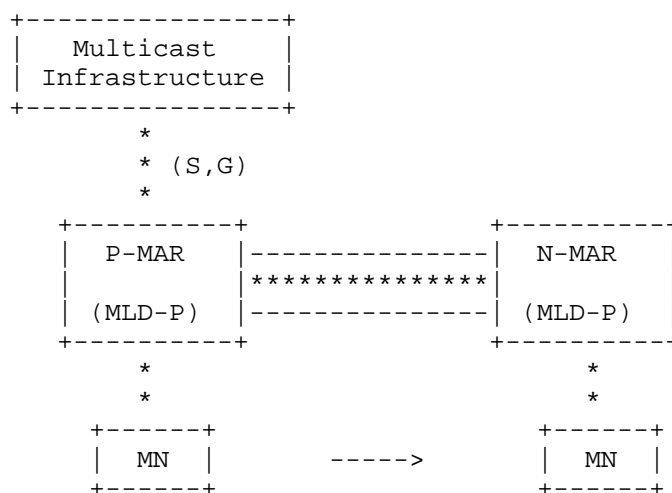 Multicast
Infrastructure
(S,G)
P-MAR N-MAR
(MLD-P) (MLD-P)
MN -----> MN